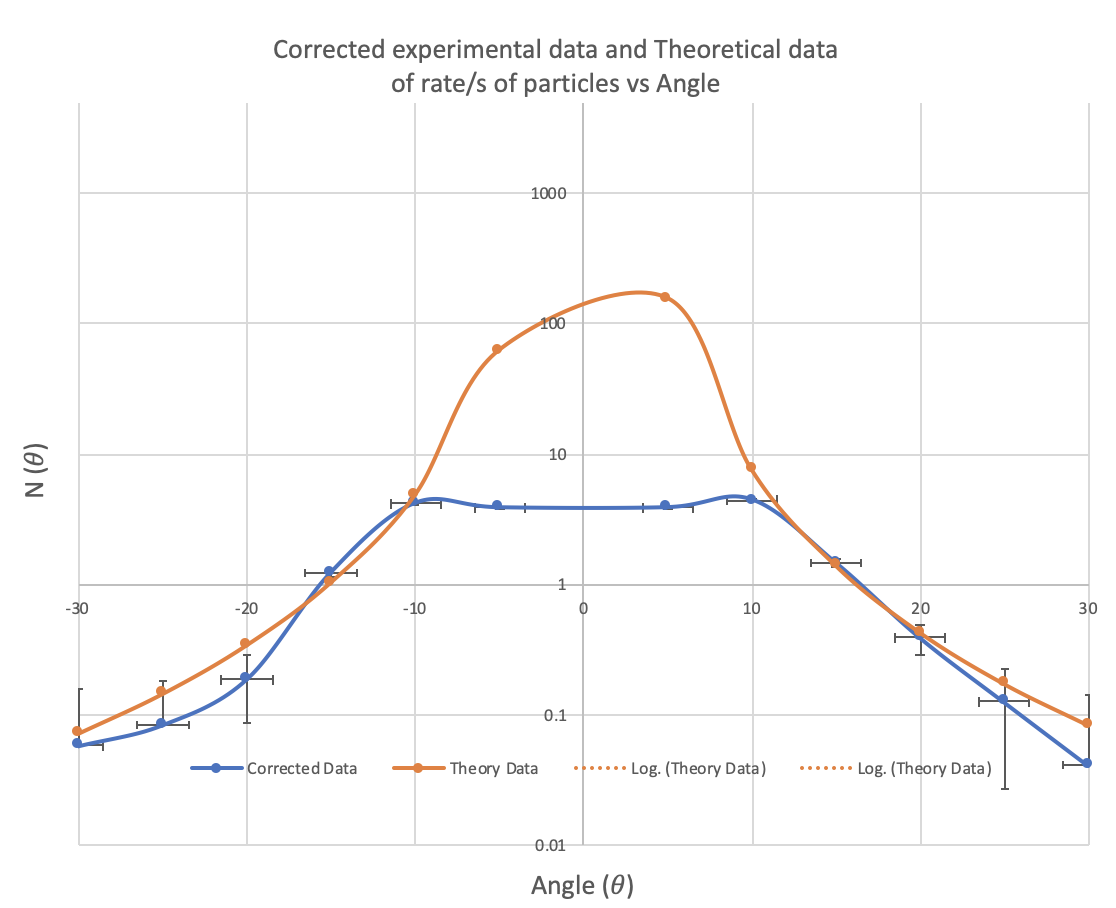 Corrected experimental data and Theoretical data
of rate/s of particles vs Angle
1000
100
10
1
-30 -20 -10 0 10 20 30
0.1
Corrected Data Theory Data Log. (Theory Data) Log. (Theory Data)
0.01
N (θ)
Angle (θ)